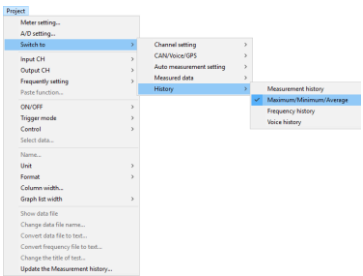 Project
Meter setting...
A/D setting...
Switch to
Input CH
Output CH
Frequently setting
Paste function...
ON/OFF
Trigger mode
Control
Select data...
Name...
Unit
Format
Column width...
Graph list width
Show data file
Change data file name...
Convert data file to text...
Convert frequency file to text...
Change the title of test...
Update the Measurement history...
Channel setting
CAN/Voice/GPS
Auto measurement setting
Measured data
History
Measurement history
Maximum/Minimum/Average
Frequency history
Voice history